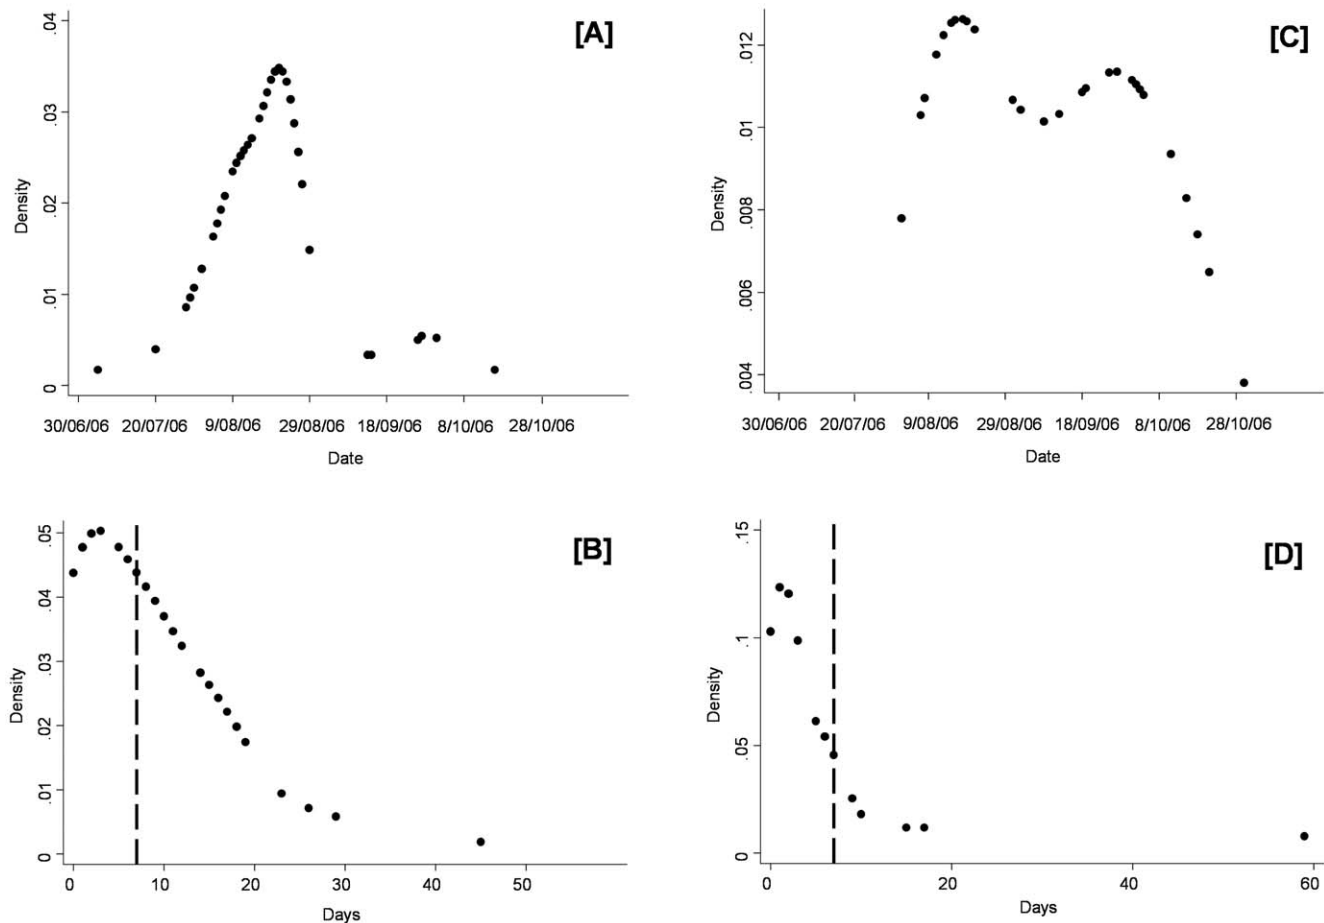 [A]
.04
.03
.02
.01
0
Density
30/06/06 20/07/06 9/08/06 29/08/06 18/09/06 8/10/06 28/10/06
Date
[C]
.012
.01
.008
.006
.004
Density
30/06/06 20/07/06 9/08/06 29/08/06 18/09/06 8/10/06 28/10/06
Date
[B]
.05
.04
.03
.02
.01
0
Density
0 10 20 30 40 50
Days
[D]
.15
.1
.05
0
Density
0 20 40 60
Days